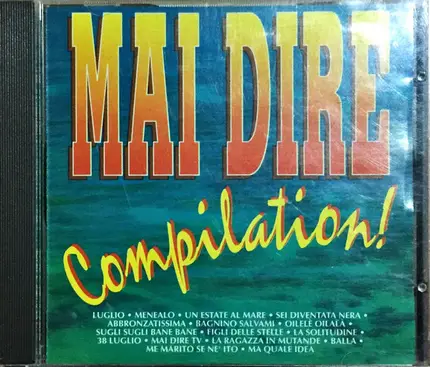 MAI DIRE
Compilation!
LUGLIO • MENEALO • UN ESTATE AL MARE • SEI DIVENTATA NERA •
ABBRONZATISSIMA • BAGNINO SALVAMI • OILELE OILALA •
SUGLI SUGLI BANE BANE • FIGLI DELLE STELLE • LA SOLITUDINE •
38 LUGLIO • MAI DIRE TV • LA RAGAZZA IN MUTANDE • BALLA •
ME MÀRITO SE NE' ITO • MA QUALE IDEA